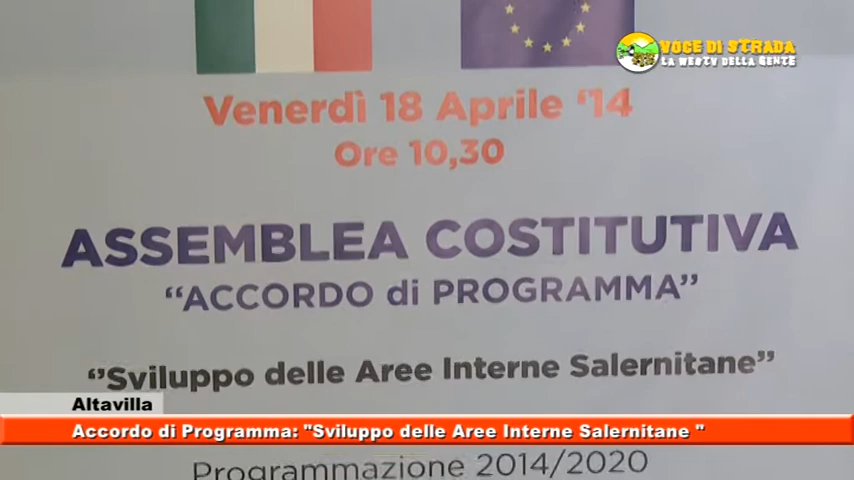 VOCE DI STRADA
LA WEBTV DELLA GENTE
Venerdì 18 Aprile ‘14
Ore 10,30
ASSEMBLEA COSTITUTIVA
“ACCORDO di PROGRAMMA”
“Sviluppo delle Aree Interne Salernitane”
Altavilla
Accordo di Programma: "Sviluppo delle Aree Interne Salernitane "
Programmazione 2014/2020